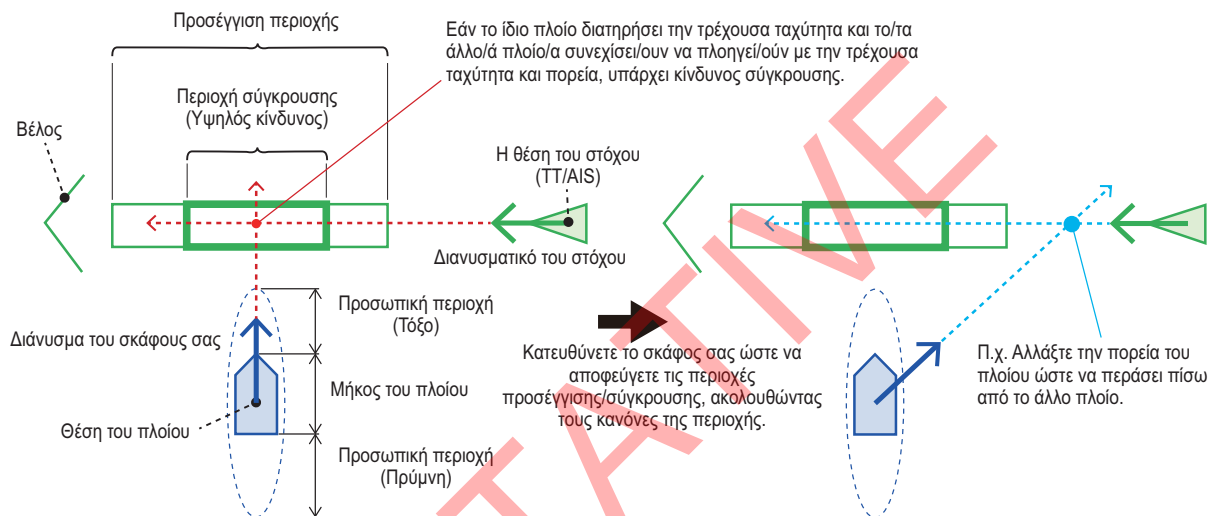 Προσέγγιση περιοχής
Εάν το ίδιο πλοίο διατηρήσει την τρέχουσα ταχύτητα και το/τα
άλλο/ά πλοίο/α συνεχίσει/ουν να πλοηγεί/ούν με την τρέχουσα
ταχύτητα και πορεία, υπάρχει κίνδυνος σύγκρουσης.
Περιοχή σύγκρουσης
(Υψηλός κίνδυνος)
Βέλος
Η θέση του στόχου
(TT/AIS)
Διανυσματικό του στόχου
Προσωπική περιοχή
(Τόξο)
Διάνυσμα του σκάφους σας
Μήκος του πλοίου
Θέση του πλοίου
Προσωπική περιοχή
(Πρύμνη)
Κατευθύνετε το σκάφος σας ώστε να
αποφεύγετε τις περιοχές
προσέγγισης/σύγκρουσης, ακολουθώντας
τους κανόνες της περιοχής.
Π.χ. Αλλάξτε την πορεία του
πλοίου ώστε να περάσει πίσω
από το άλλο πλοίο.
TATIVE